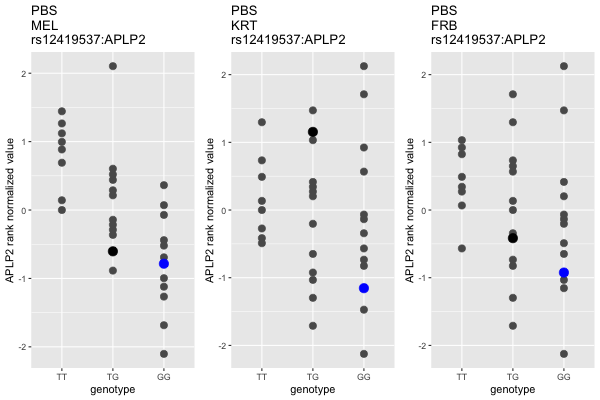 PBS
MEL
rs12419537:APLP2
APLP2 rank normalized value
2
1
0
-1
-2
TT
TG
GG
genotype
PBS
KRT
rs12419537:APLP2
APLP2 rank normalized value
2
1
0
-1
-2
TT
TG
GG
genotype
PBS
FRB
rs12419537:APLP2
APLP2 rank normalized value
2
1
0
-1
-2
TT
TG
GG
genotype